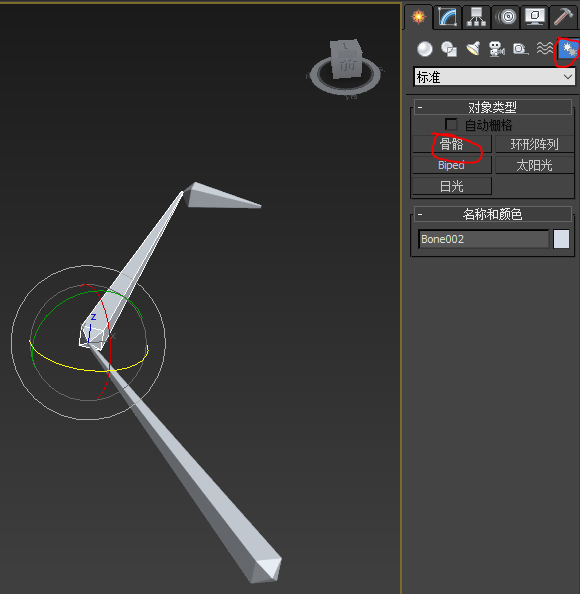 标准
- 对象类型
自动栅格
骨骼 环形阵列
Biped 太阳光
日光
- 名称和颜色
Bone002
前
z
x